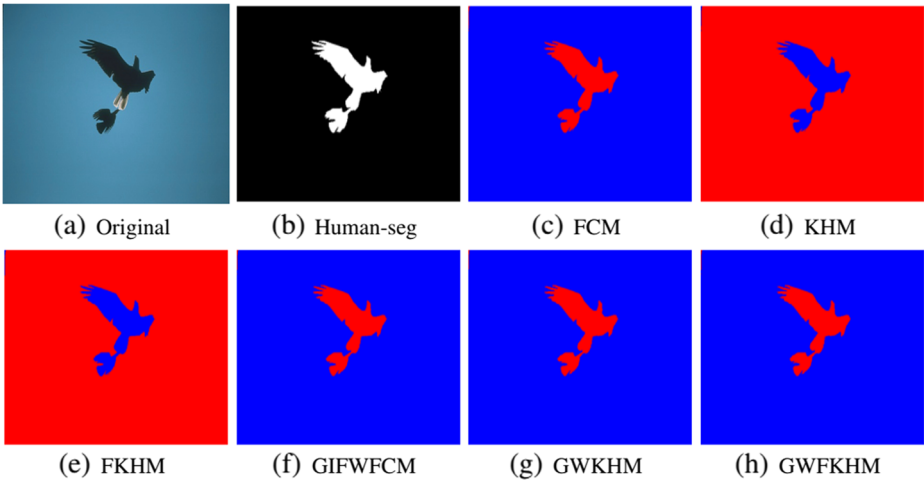 (a) Original
(b) Human-seg
(c) FCM
(d) KHM
(e) FKHM
(f) GIFWFCM
(g) GWKHM
(h) GWFKHM